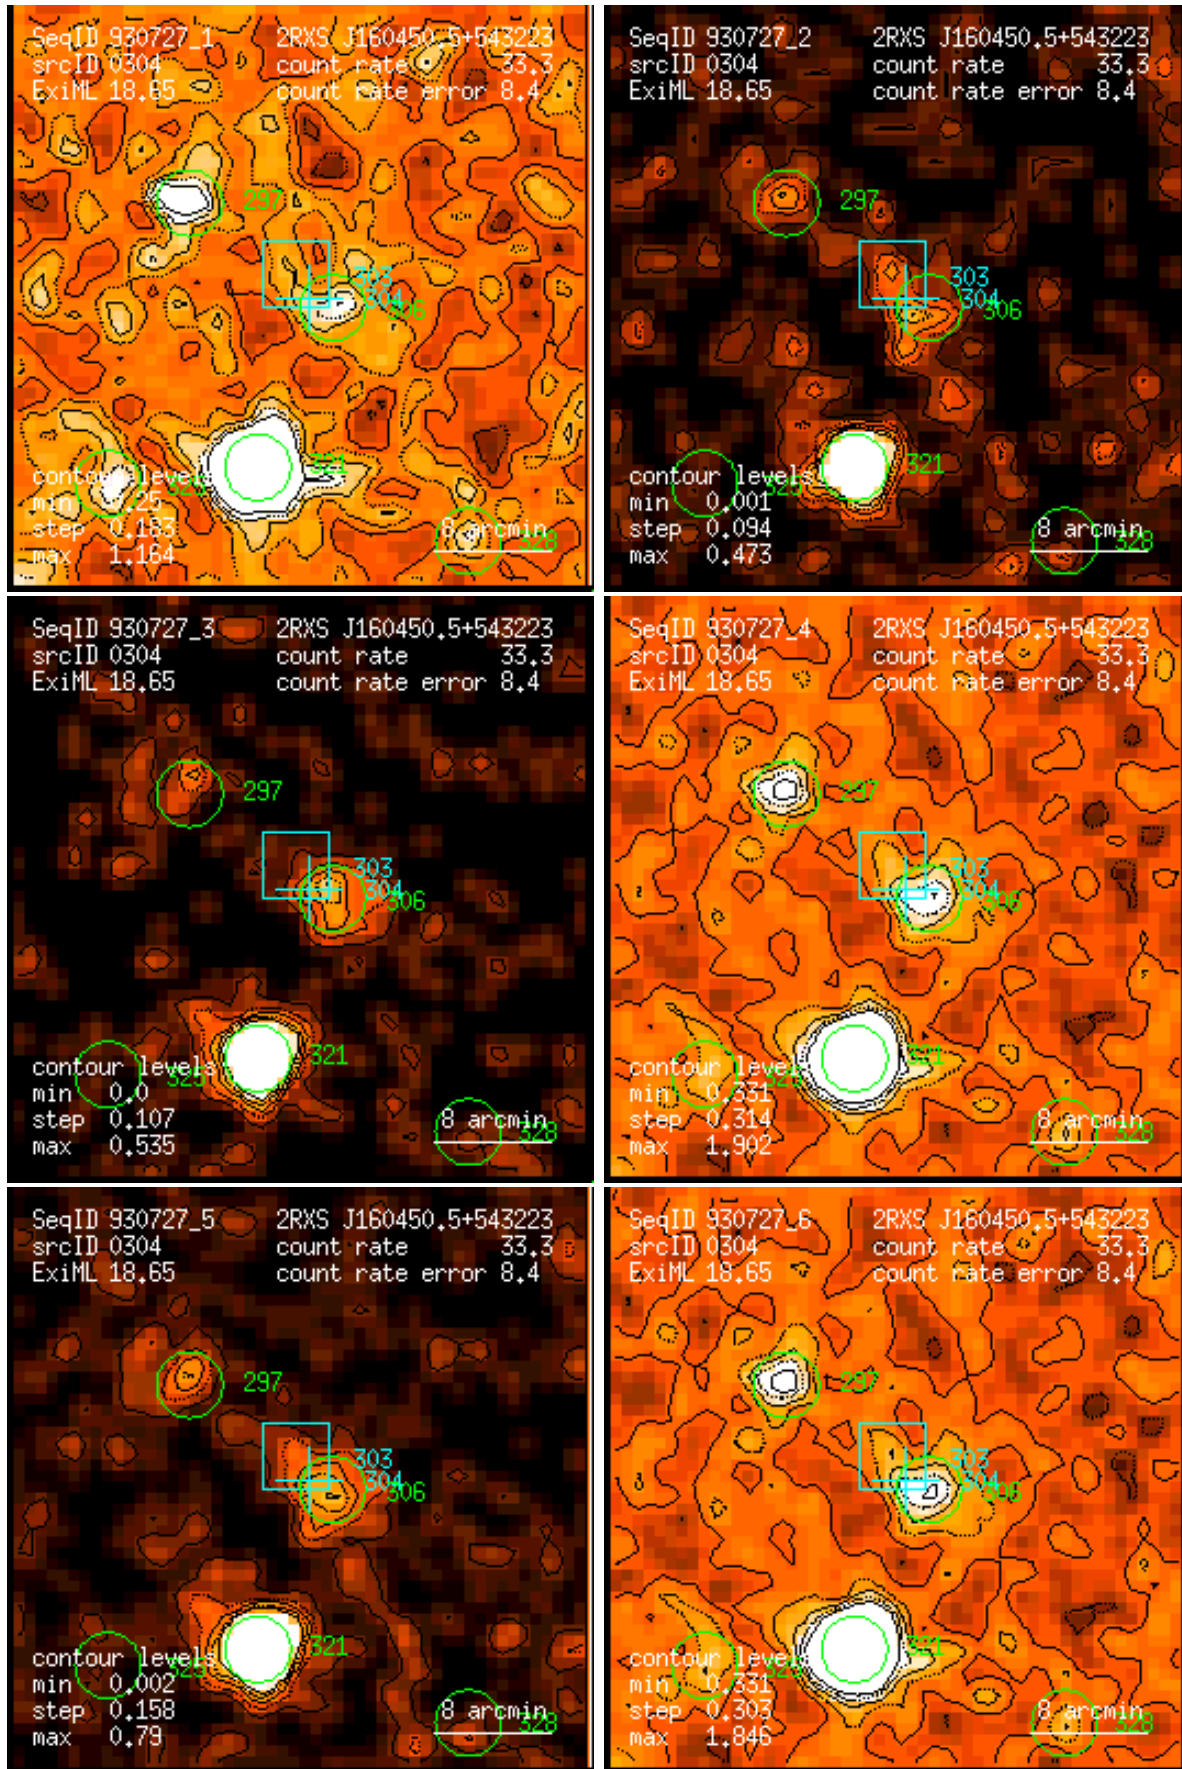 SeqID 930727_1 2RXS J160450.5+543223
srcID 0304 count rate 33.3
ExiML 18.65 count rate error 8.4
297
303
304
306
321
contour levels
325
min 0.25
step 0.183
8 arcmin
328
max 1.164
SeqID 930727_2 2RXS J160450.5+543223
srcID 0304 count rate 33.3
ExiML 18.65 count rate error 8.4
297
303
304
306
321
contour levels
325
min 0.001
step 0.094
8 arcmin
328
max 0.473
SeqID 930727_3 2RXS J160450.5+543223
srcID 0304 count rate 33.3
ExiML 18.65 count rate error 8.4
297
303
304
306
321
contour levels
325
min 0.0
step 0.107
8 arcmin
328
max 0.535
SeqID 930727_4 2RXS J160450.5+543223
srcID 0304 count rate 33.3
ExiML 18.65 count rate error 8.4
297
303
304
306
321
contour levels
325
min 0.331
step 0.314
8 arcmin
328
max 1.902
SeqID 930727_5 2RXS J160450.5+543223
srcID 0304 count rate 33.3
ExiML 18.65 count rate error 8.4
297
303
304
306
321
contour levels
325
min 0.002
step 0.158
8 arcmin
328
max 0.79
SeqID 930727_6 2RXS J160450.5+543223
srcID 0304 count rate 33.3
ExiML 18.65 count rate error 8.4
297
303
304
306
321
contour levels
325
min 0.331
step 0.303
8 arcmin
328
max 1.846